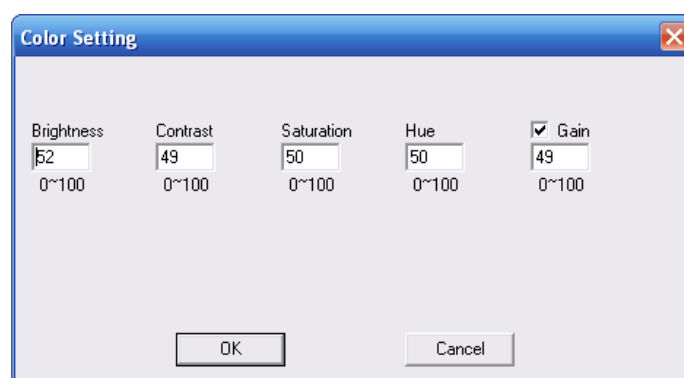 Color Setting
Brightness Contrast Saturation Hue Gain
52 49 50 50 49
0~100 0~100 0~100 0~100 0~100
OK Cancel